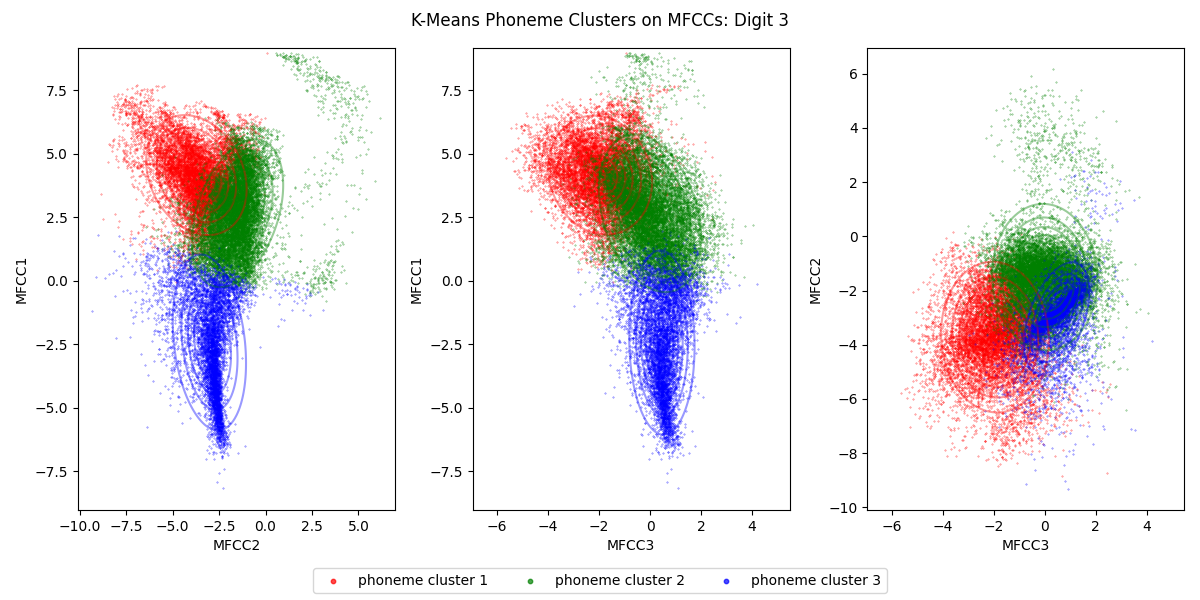 K-Means Phoneme Clusters on MFCCs: Digit 3
7.5
5.0
2.5
0.0
−2.5
−5.0
−7.5
MFCC1
−10.0 −7.5 −5.0 −2.5 0.0 2.5 5.0
MFCC2
7.5
5.0
2.5
0.0
−2.5
−5.0
−7.5
MFCC1
−6 −4 −2 0 2 4
MFCC3
6
4
2
0
−2
−4
−6
−8
−10
MFCC2
−6 −4 −2 0 2 4
MFCC3
phoneme cluster 1 phoneme cluster 2 phoneme cluster 3